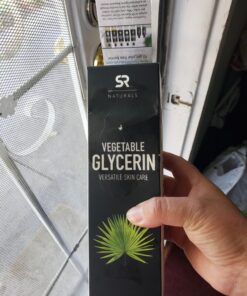 SR
NATURALS
VEGETABLE
GLYCERIN
VERSATILE SKIN CARE